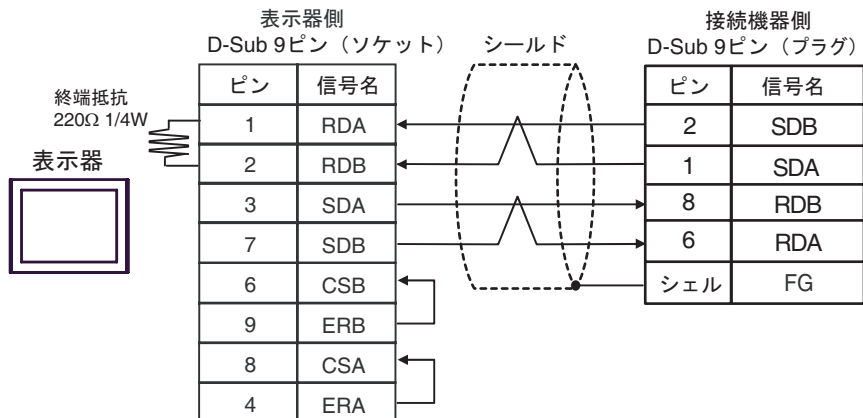 表示器側
D-Sub 9ピン（ソケット）
シールド
接続機器側
D-Sub 9ピン（プラグ）
終端抵抗
220Ω 1/4W
表示器
ピン 信号名
1 RDA
2 RDB
3 SDA
7 SDB
6 CSB
9 ERB
8 CSA
4 ERA
ピン 信号名
2 SDB
1 SDA
8 RDB
6 RDA
シェル FG